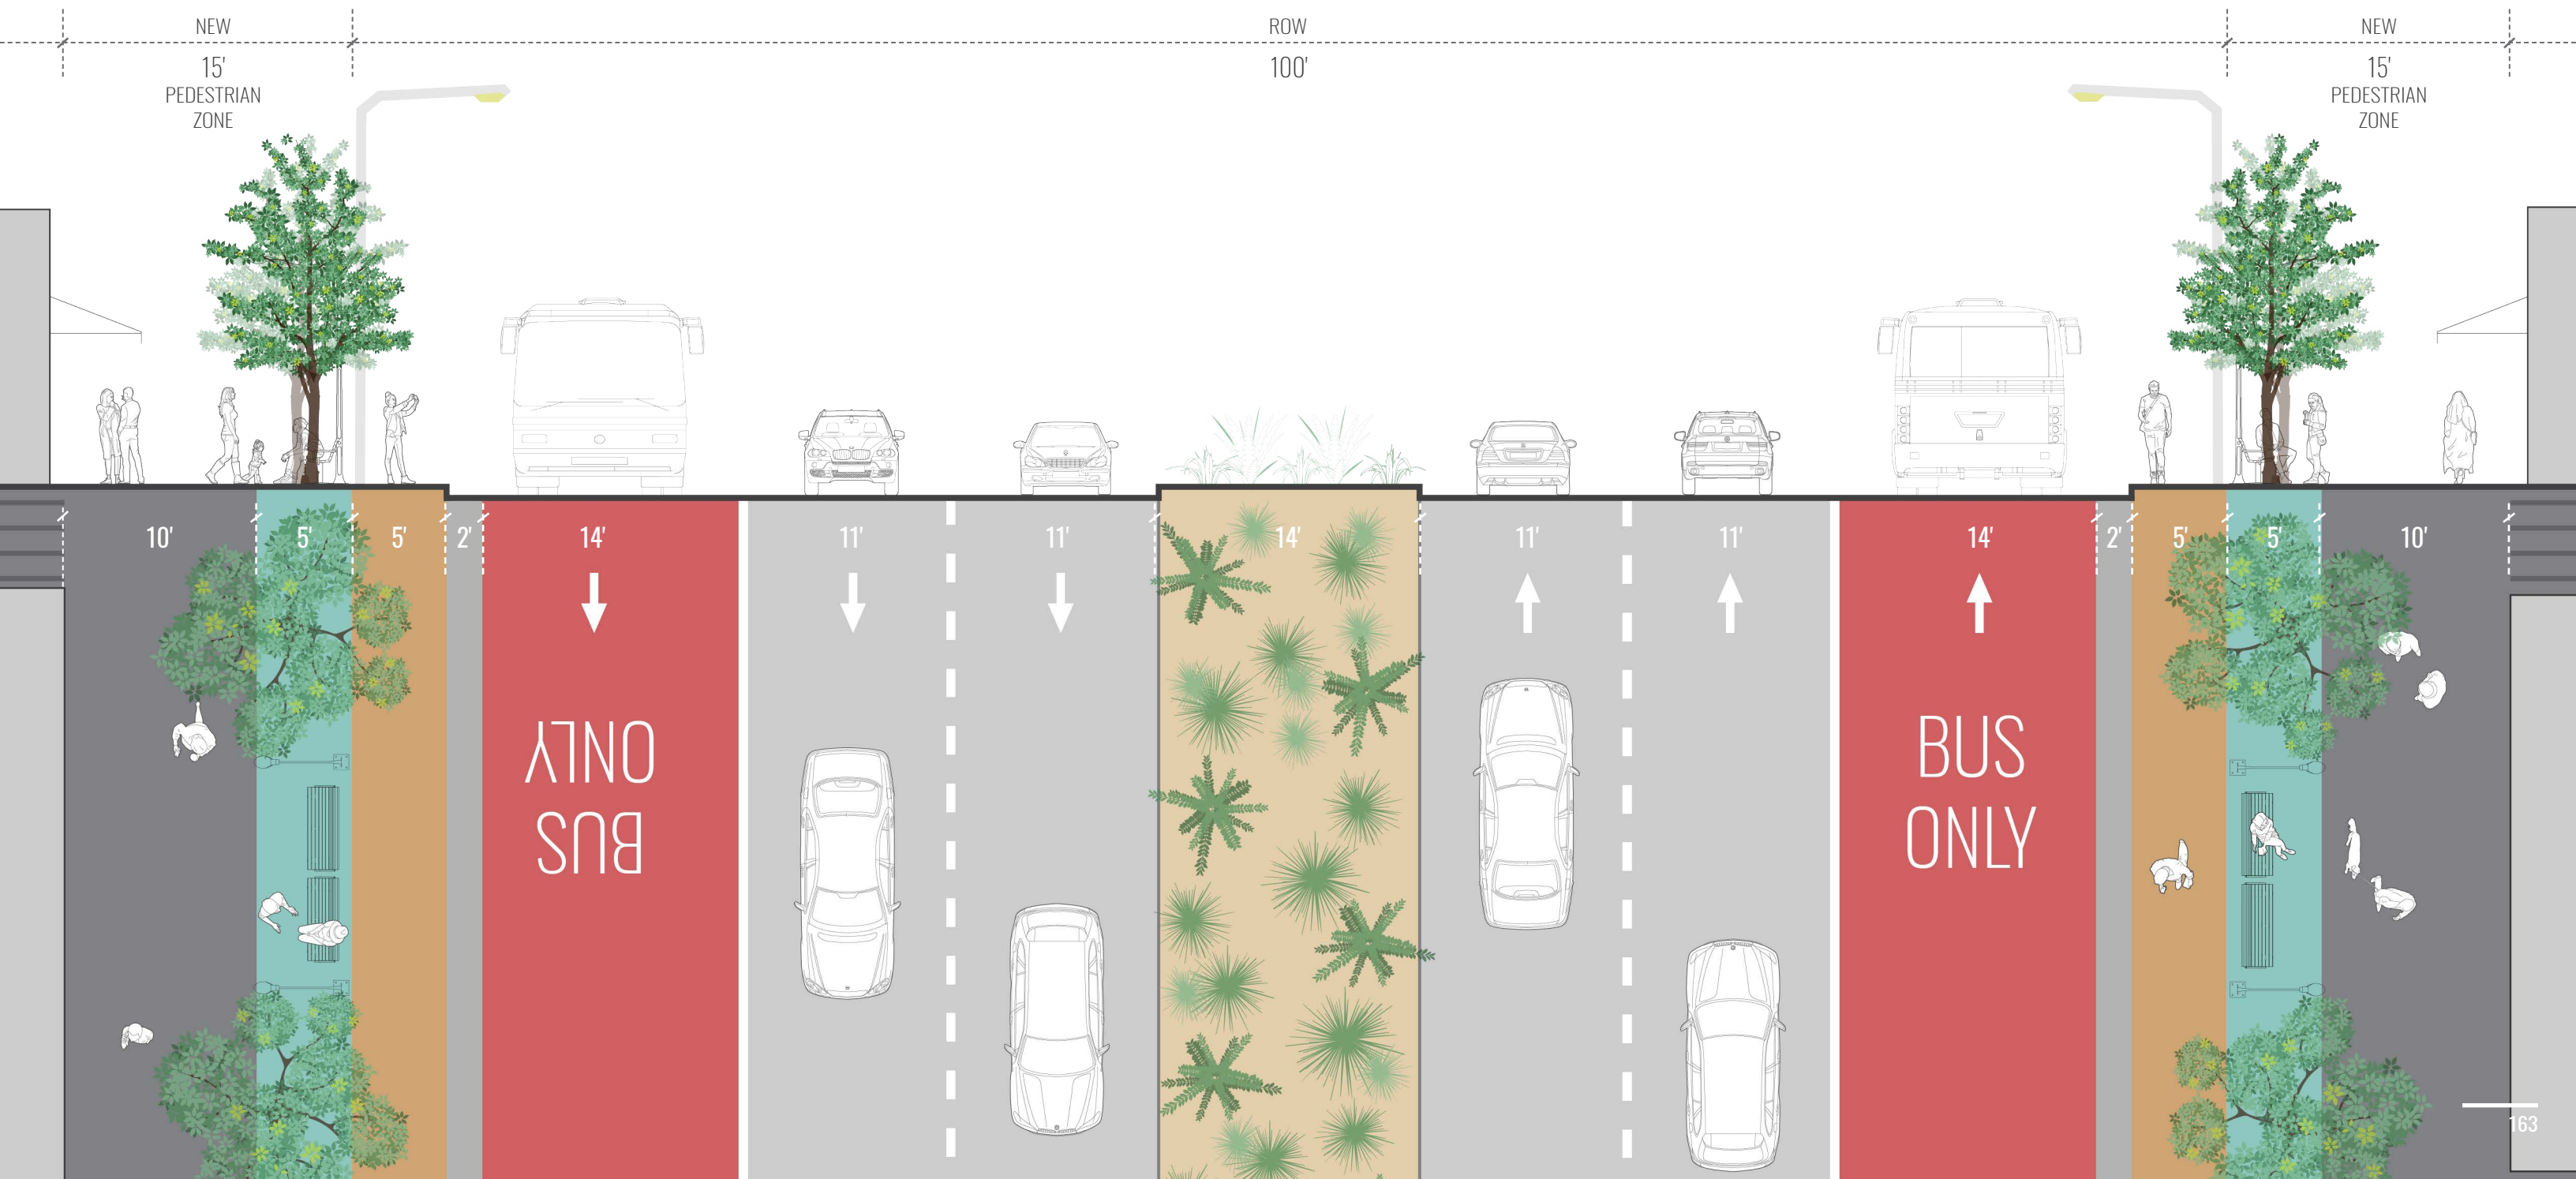 NEW
ROW
NEW
15'
100'
15'
PEDESTRIAN
ZONE
PEDESTRIAN
ZONE
10'
5'
5'
2'
14'
11'
11'
14'
11'
11'
14'
2'
5'
5'
10'
BUS
ONLY
BUS
ONLY
163